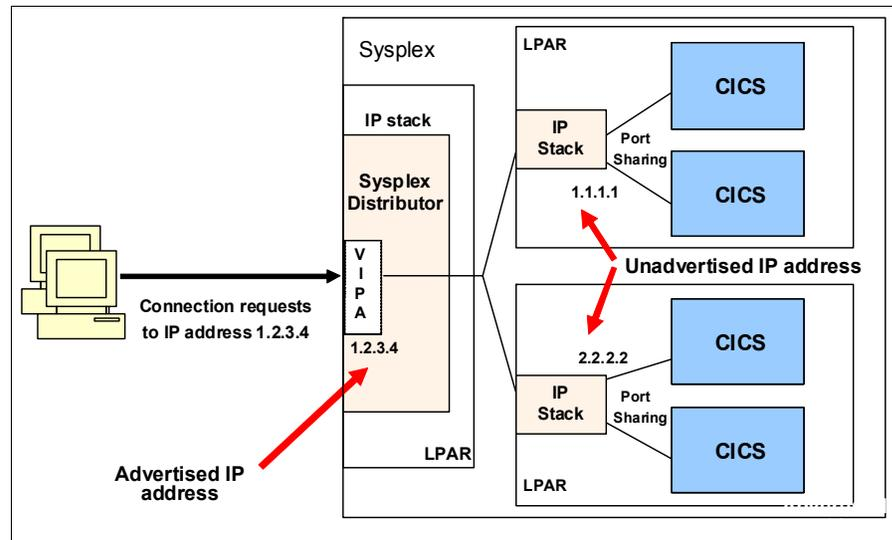 Sysplex
LPAR
IP stack
Sysplex
Distributor
V
I
P
A
1.2.3.4
LPAR
Connection requests
to IP address 1.2.3.4
Advertised IP
address
IP
Stack
Port
Sharing
1.1.1.1
CICS
CICS
Unadvertised IP address
2.2.2.2
IP
Stack
Port
Sharing
CICS
CICS
LPAR